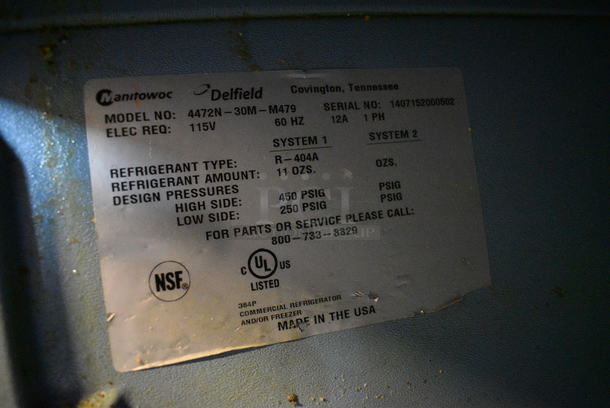 Manitowoc Delfield Covington, Tennessee
MODEL NO: 4472N-30M-M479 SERIAL NO: 1407152000502
ELEC REQ: 115V 60 HZ 12A 1 PH
SYSTEM 1 SYSTEM 2
REFRIGERANT TYPE: R-404A
REFRIGERANT AMOUNT: 11 OZS. OZS.
DESIGN PRESSURES
HIGH SIDE: 450 PSIG PSIG
LOW SIDE: 250 PSIG PSIG
FOR PARTS OR SERVICE PLEASE CALL:
800-733-8829
NSF®
C UL US
LISTED
384P
COMMERCIAL REFRIGERATOR
AND/OR FREEZER
MADE IN THE USA